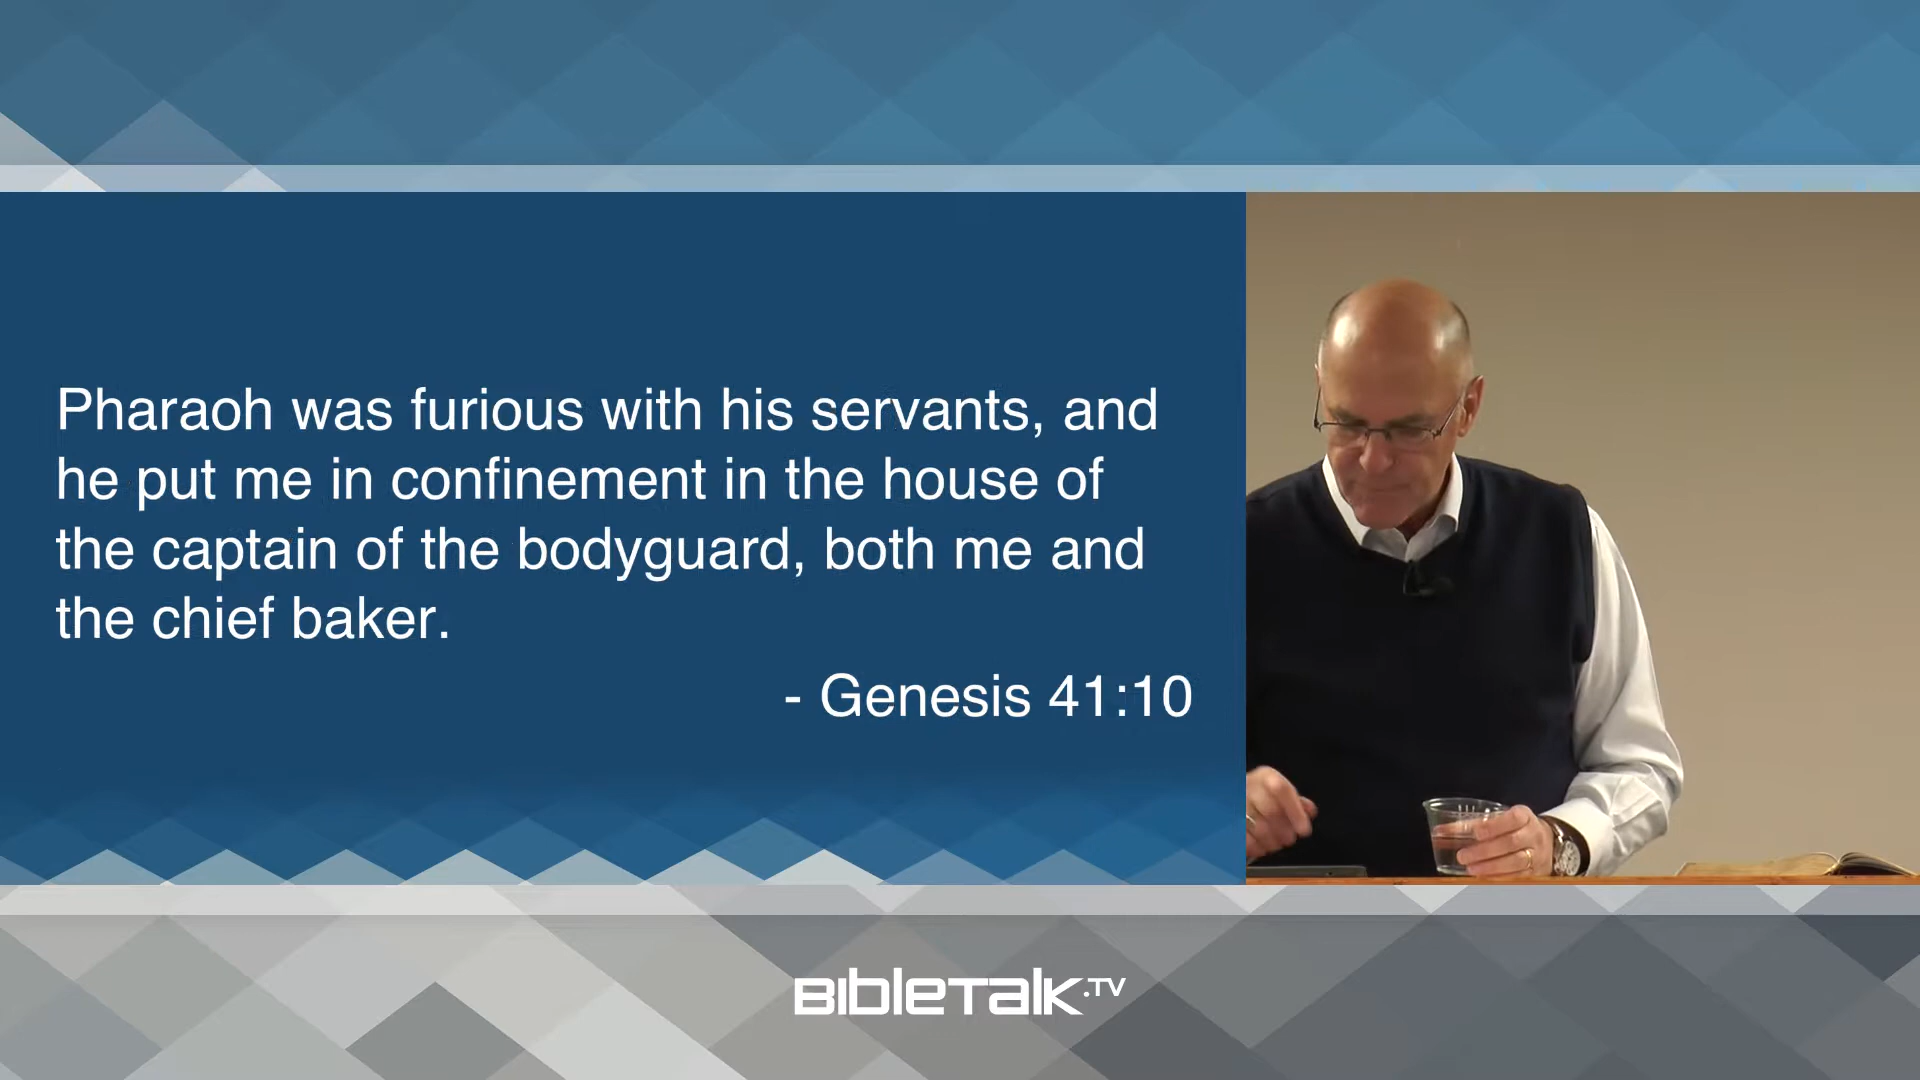 Pharaoh was furious with his servants, and
he put me in confinement in the house of
the captain of the bodyguard, both me and
the chief baker.
- Genesis 41:10
BibleTalk.TV